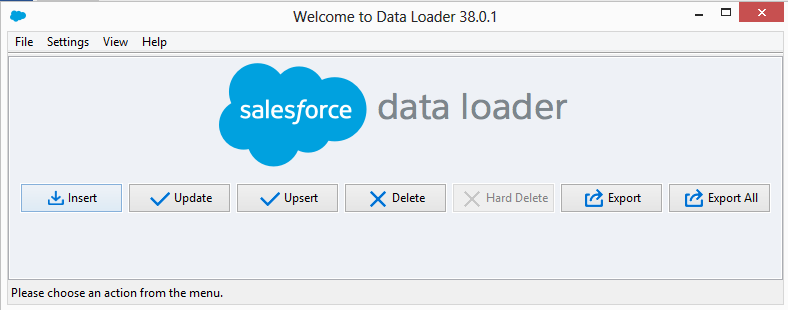 Welcome to Data Loader 38.0.1
File Settings View Help
salesforce data loader
Insert Update Upsert Delete Hard Delete Export Export All
Please choose an action from the menu.